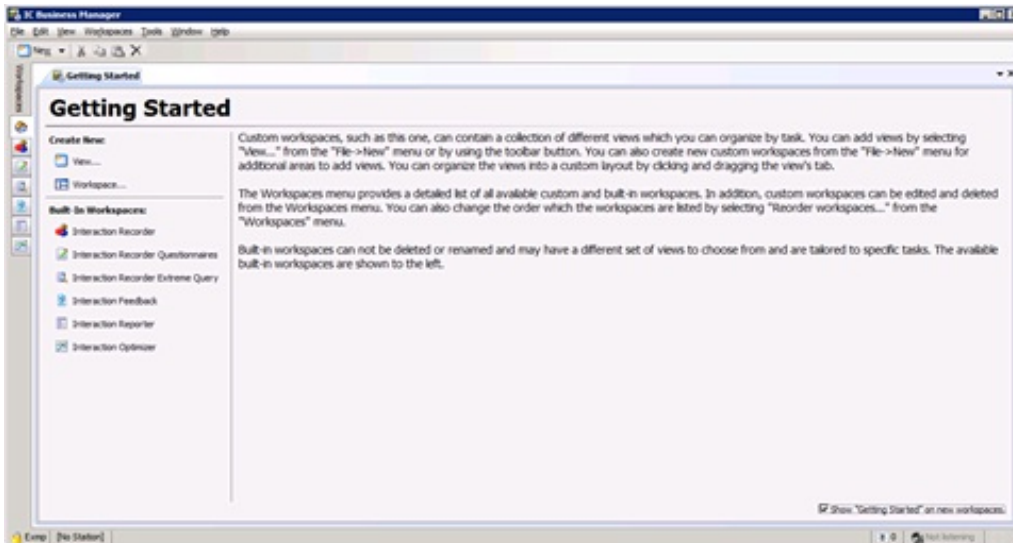 IC Business Manager
File Edit View Workspaces Tools Window Help
New
Workspaces
Getting Started
Getting Started
Create New:
View...
Workspace...
Built-In Workspaces:
Interaction Recorder
Interaction Recorder Questionnaires
Interaction Recorder Extreme Query
Interaction Feedback
Interaction Reporter
Interaction Optimizer
Custom workspaces, such as this one, can contain a collection of different views which you can organize by task. You can add views by selecting
"View..." from the "File->New" menu or by using the toolbar button. You can also create new custom workspaces from the "File->New" menu for
additional areas to add views. You can organize the views into a custom layout by clicking and dragging the view's tab.
The Workspaces menu provides a detailed list of all available custom and built-in workspaces. In addition, custom workspaces can be edited and deleted
from the Workspaces menu. You can also change the order which the workspaces are listed by selecting "Reorder workspaces..." from the
"Workspaces" menu.
Built-in workspaces can not be deleted or renamed and may have a different set of views to choose from and are tailored to specific tasks. The available
built-in workspaces are shown to the left.
Show "Getting Started" on new workspaces.
[No Station]
0
Not listening